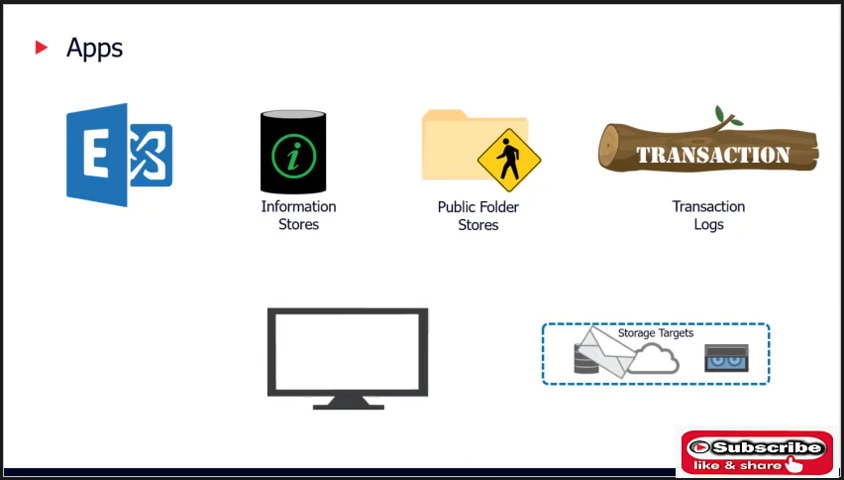 Apps
E
i
Information
Stores
Public Folder
Stores
TRANSACTION
Transaction
Logs
Storage Targets
Subscribe
like & share